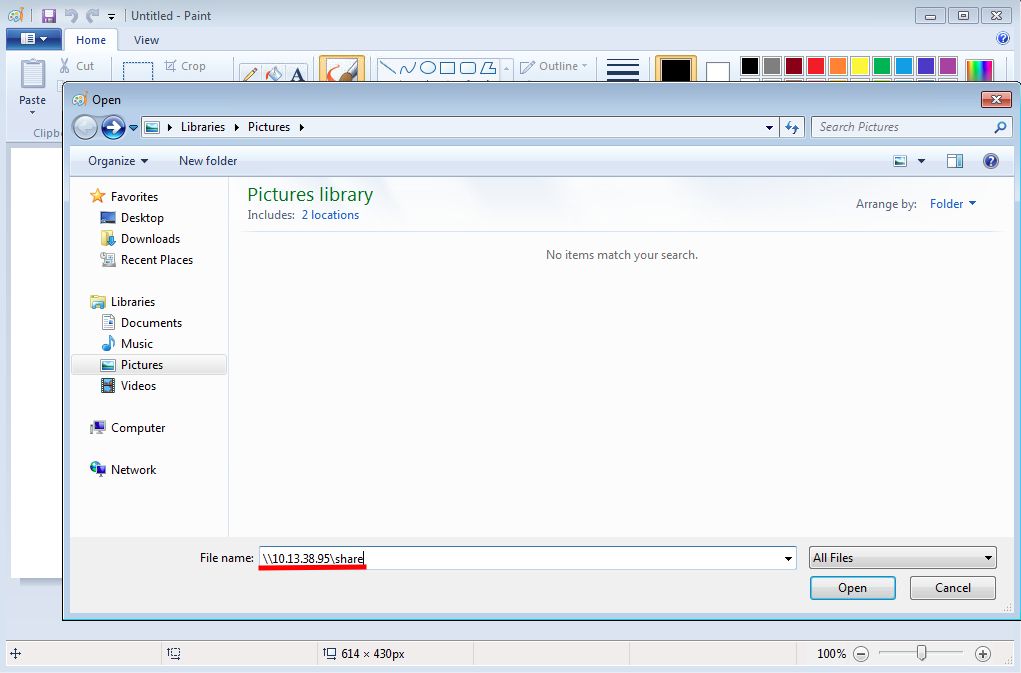 Untitled - Paint
Home View
Cut Crop A Outline
Paste
Clipb
Open
Libraries Pictures Search Pictures
Organize New folder
Favorites
Desktop
Downloads
Recent Places
Libraries
Documents
Music
Pictures
Videos
Computer
Network
Pictures library
Includes: 2 locations
Arrange by: Folder
No items match your search.
File name: \\10.13.38.95\share All Files
Open Cancel
614 × 430px 100%